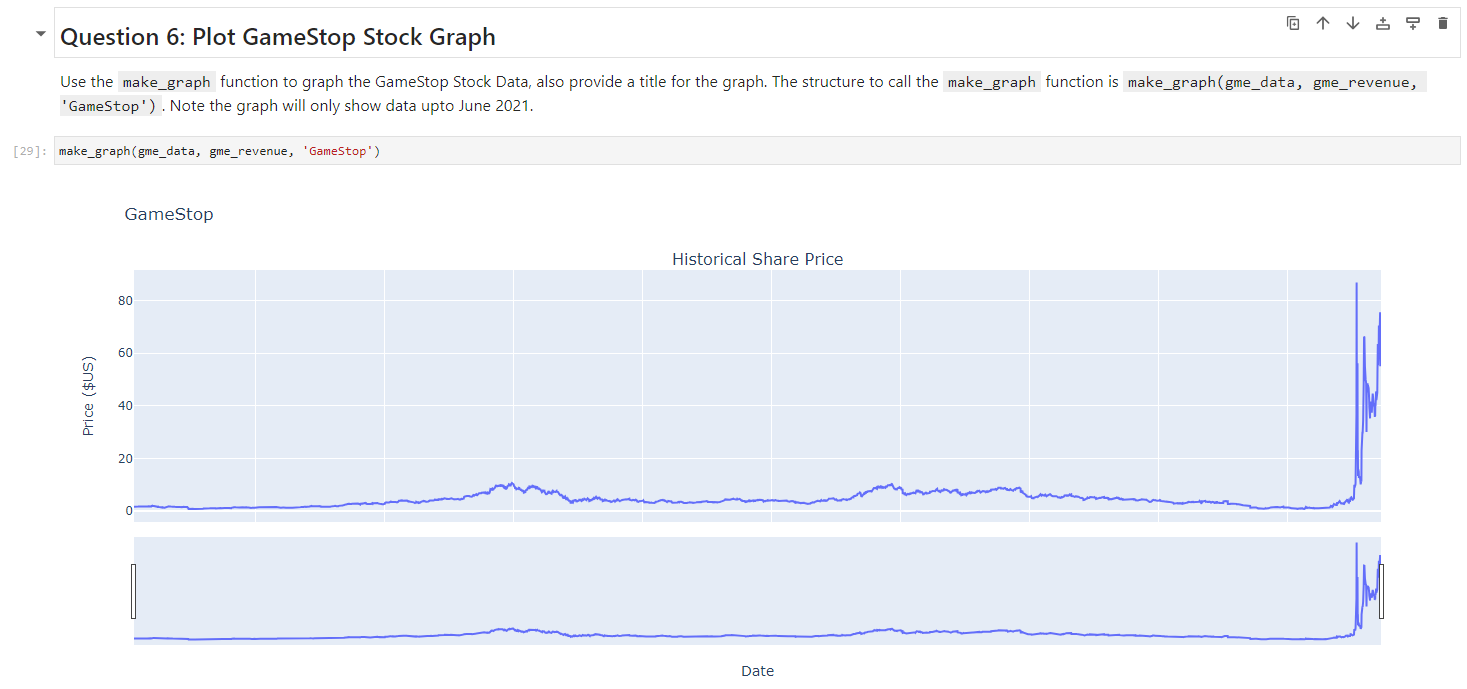 Question 6: Plot GameStop Stock Graph
Use the make_graph function to graph the GameStop Stock Data, also provide a title for the graph. The structure to call the make_graph function is make_graph(gme_data, gme_revenue,
'GameStop') . Note the graph will only show data upto June 2021.
[29]: make_graph(gme_data, gme_revenue, 'GameStop')
GameStop
Historical Share Price
80
60
40
20
0
Price ($US)
Date